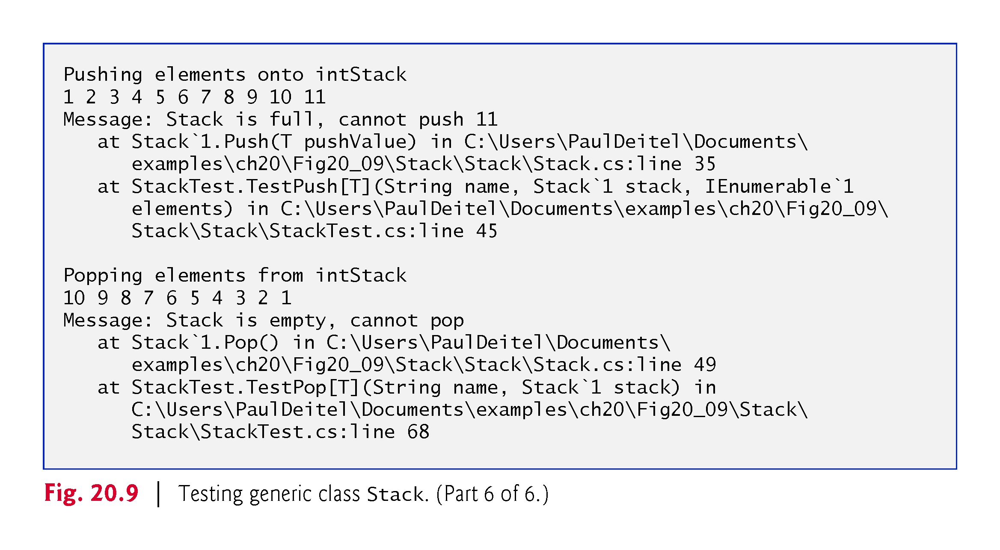 Pushing elements onto intStack
1 2 3 4 5 6 7 8 9 10 11
Message: Stack is full, cannot push 11
   at Stack`1.Push(T pushValue) in C:\Users\PaulDeitel\Documents\
      examples\ch20\Fig20_09\Stack\Stack\Stack.cs:line 35
   at StackTest.TestPush[T](String name, Stack`1 stack, IEnumerable`1
      elements) in C:\Users\PaulDeitel\Documents\examples\ch20\Fig20_09\
      Stack\Stack\StackTest.cs:line 45

Popping elements from intStack
10 9 8 7 6 5 4 3 2 1
Message: Stack is empty, cannot pop
   at Stack`1.Pop() in C:\Users\PaulDeitel\Documents\
      examples\ch20\Fig20_09\Stack\Stack\Stack.cs:line 49
   at StackTest.TestPop[T](String name, Stack`1 stack) in
      C:\Users\PaulDeitel\Documents\examples\ch20\Fig20_09\Stack\
      Stack\StackTest.cs:line 68
Fig. 20.9 | Testing generic class Stack. (Part 6 of 6.)